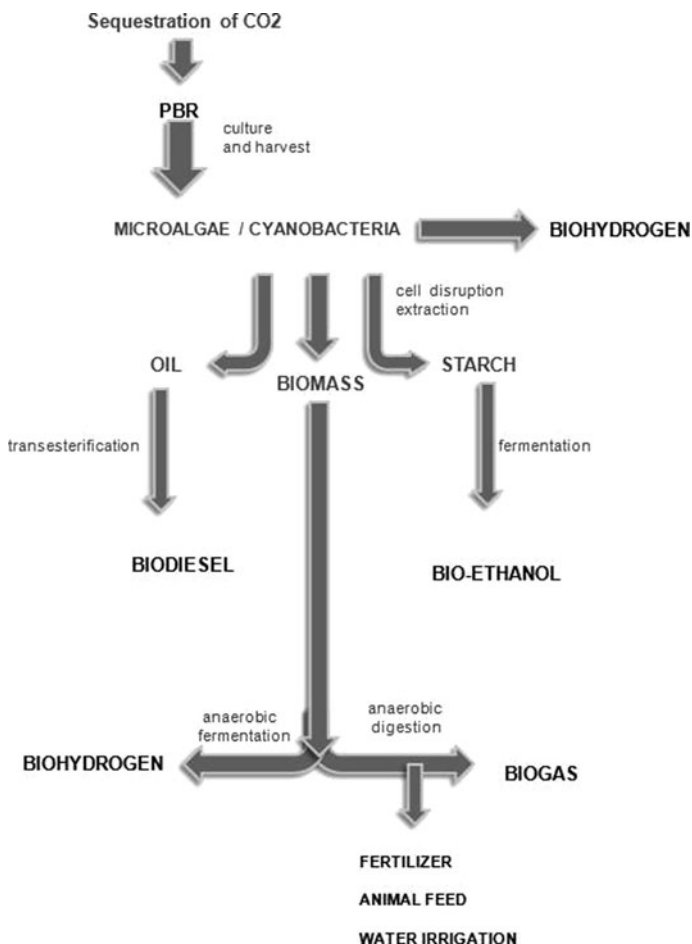 Sequestration of CO2
PBR
culture
and harvest
MICROALGAE / CYANOBACTERIA
BIOHYDROGEN
cell disruption
extraction
OIL
BIOMASS
STARCH
transesterification
fermentation
BIODIESEL
BIO-ETHANOL
anaerobic
fermentation
anaerobic
digestion
BIOHYDROGEN
BIOGAS
FERTILIZER
ANIMAL FEED
WATER IRRIGATION